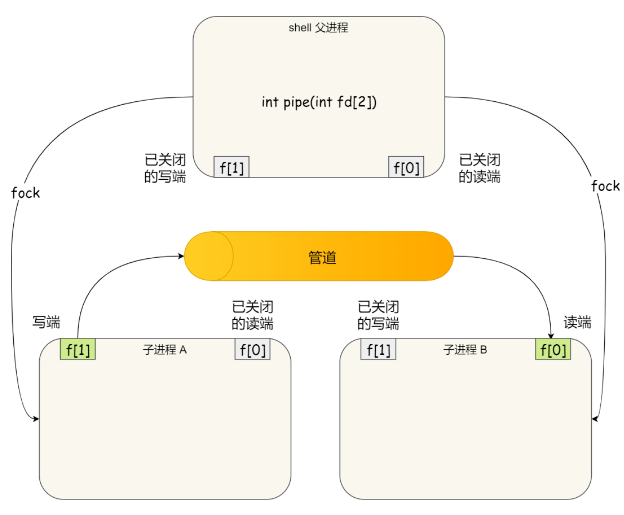 shell 父进程
int pipe(int fd[2])
已关闭
的写端
f[1]
f[0]
已关闭
的读端
fock
fock
管道
写端
已关闭
的读端
已关闭
的写端
读端
f[1]
子进程 A
f[0]
f[1]
子进程 B
f[0]